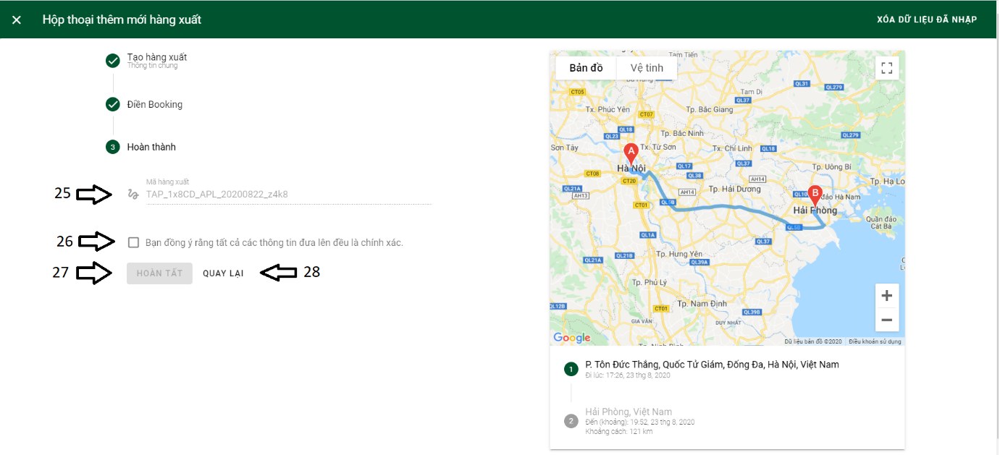 Hộp thoại thêm mới hàng xuất
XÓA DỮ LIỆU ĐÃ NHẬP
Tạo hàng xuất
Thông tin chung
Điền Booking
3
Hoàn thành
25
Mã hàng xuất
TAP_1x8CD_APL_20200822_z4k8
26
Bạn đồng ý rằng tất cả các thông tin đưa lên đều là chính xác.
27
HOÀN TẤT
QUAY LẠI
28
Bản đồ
Vệ tinh
Tam Tiến
CT05
QL31
QL279
Tam Dị
QL37
Tx. Phúc Yên
Tp. Bắc Giang
CT07
QL18
QL23
Tp. Bắc Ninh
QL279
Sơn Tây
A
Tx. Từ Sơn
Tx. Chí Linh
QL18
Hà Nội
QL17
QL37
Tp. Uông Bí
CT08
CT20
QL38
AH14
Tp. Hạ Lo
QL21A
AH13
AH14
Tp. Hải Dương
QL10
B
đảo Hà Nam
CT01
QL5B
Hải Phòng
Quần đảo
Cát Bà
QL5B
QL1A
QL37
QL21A
QL21B
Tp. Hưng Yên
QL39A
Tp. Phủ Lý
QL12B
CT01
Tp. Nam Định
QL39B
GIA VÂN
DUY NHẤT
Tp. Ninh Bình
Google
Dữ liệu bản đồ ©2020
Điều khoản sử dụng
1
P. Tôn Đức Thắng, Quốc Tử Giám, Đống Đa, Hà Nội, Việt Nam
Đi lúc: 17:26, 23 thg 8, 2020
2
Hải Phòng, Việt Nam
Đến (khoảng): 19:52, 23 thg 8, 2020
Khoảng cách: 121 km